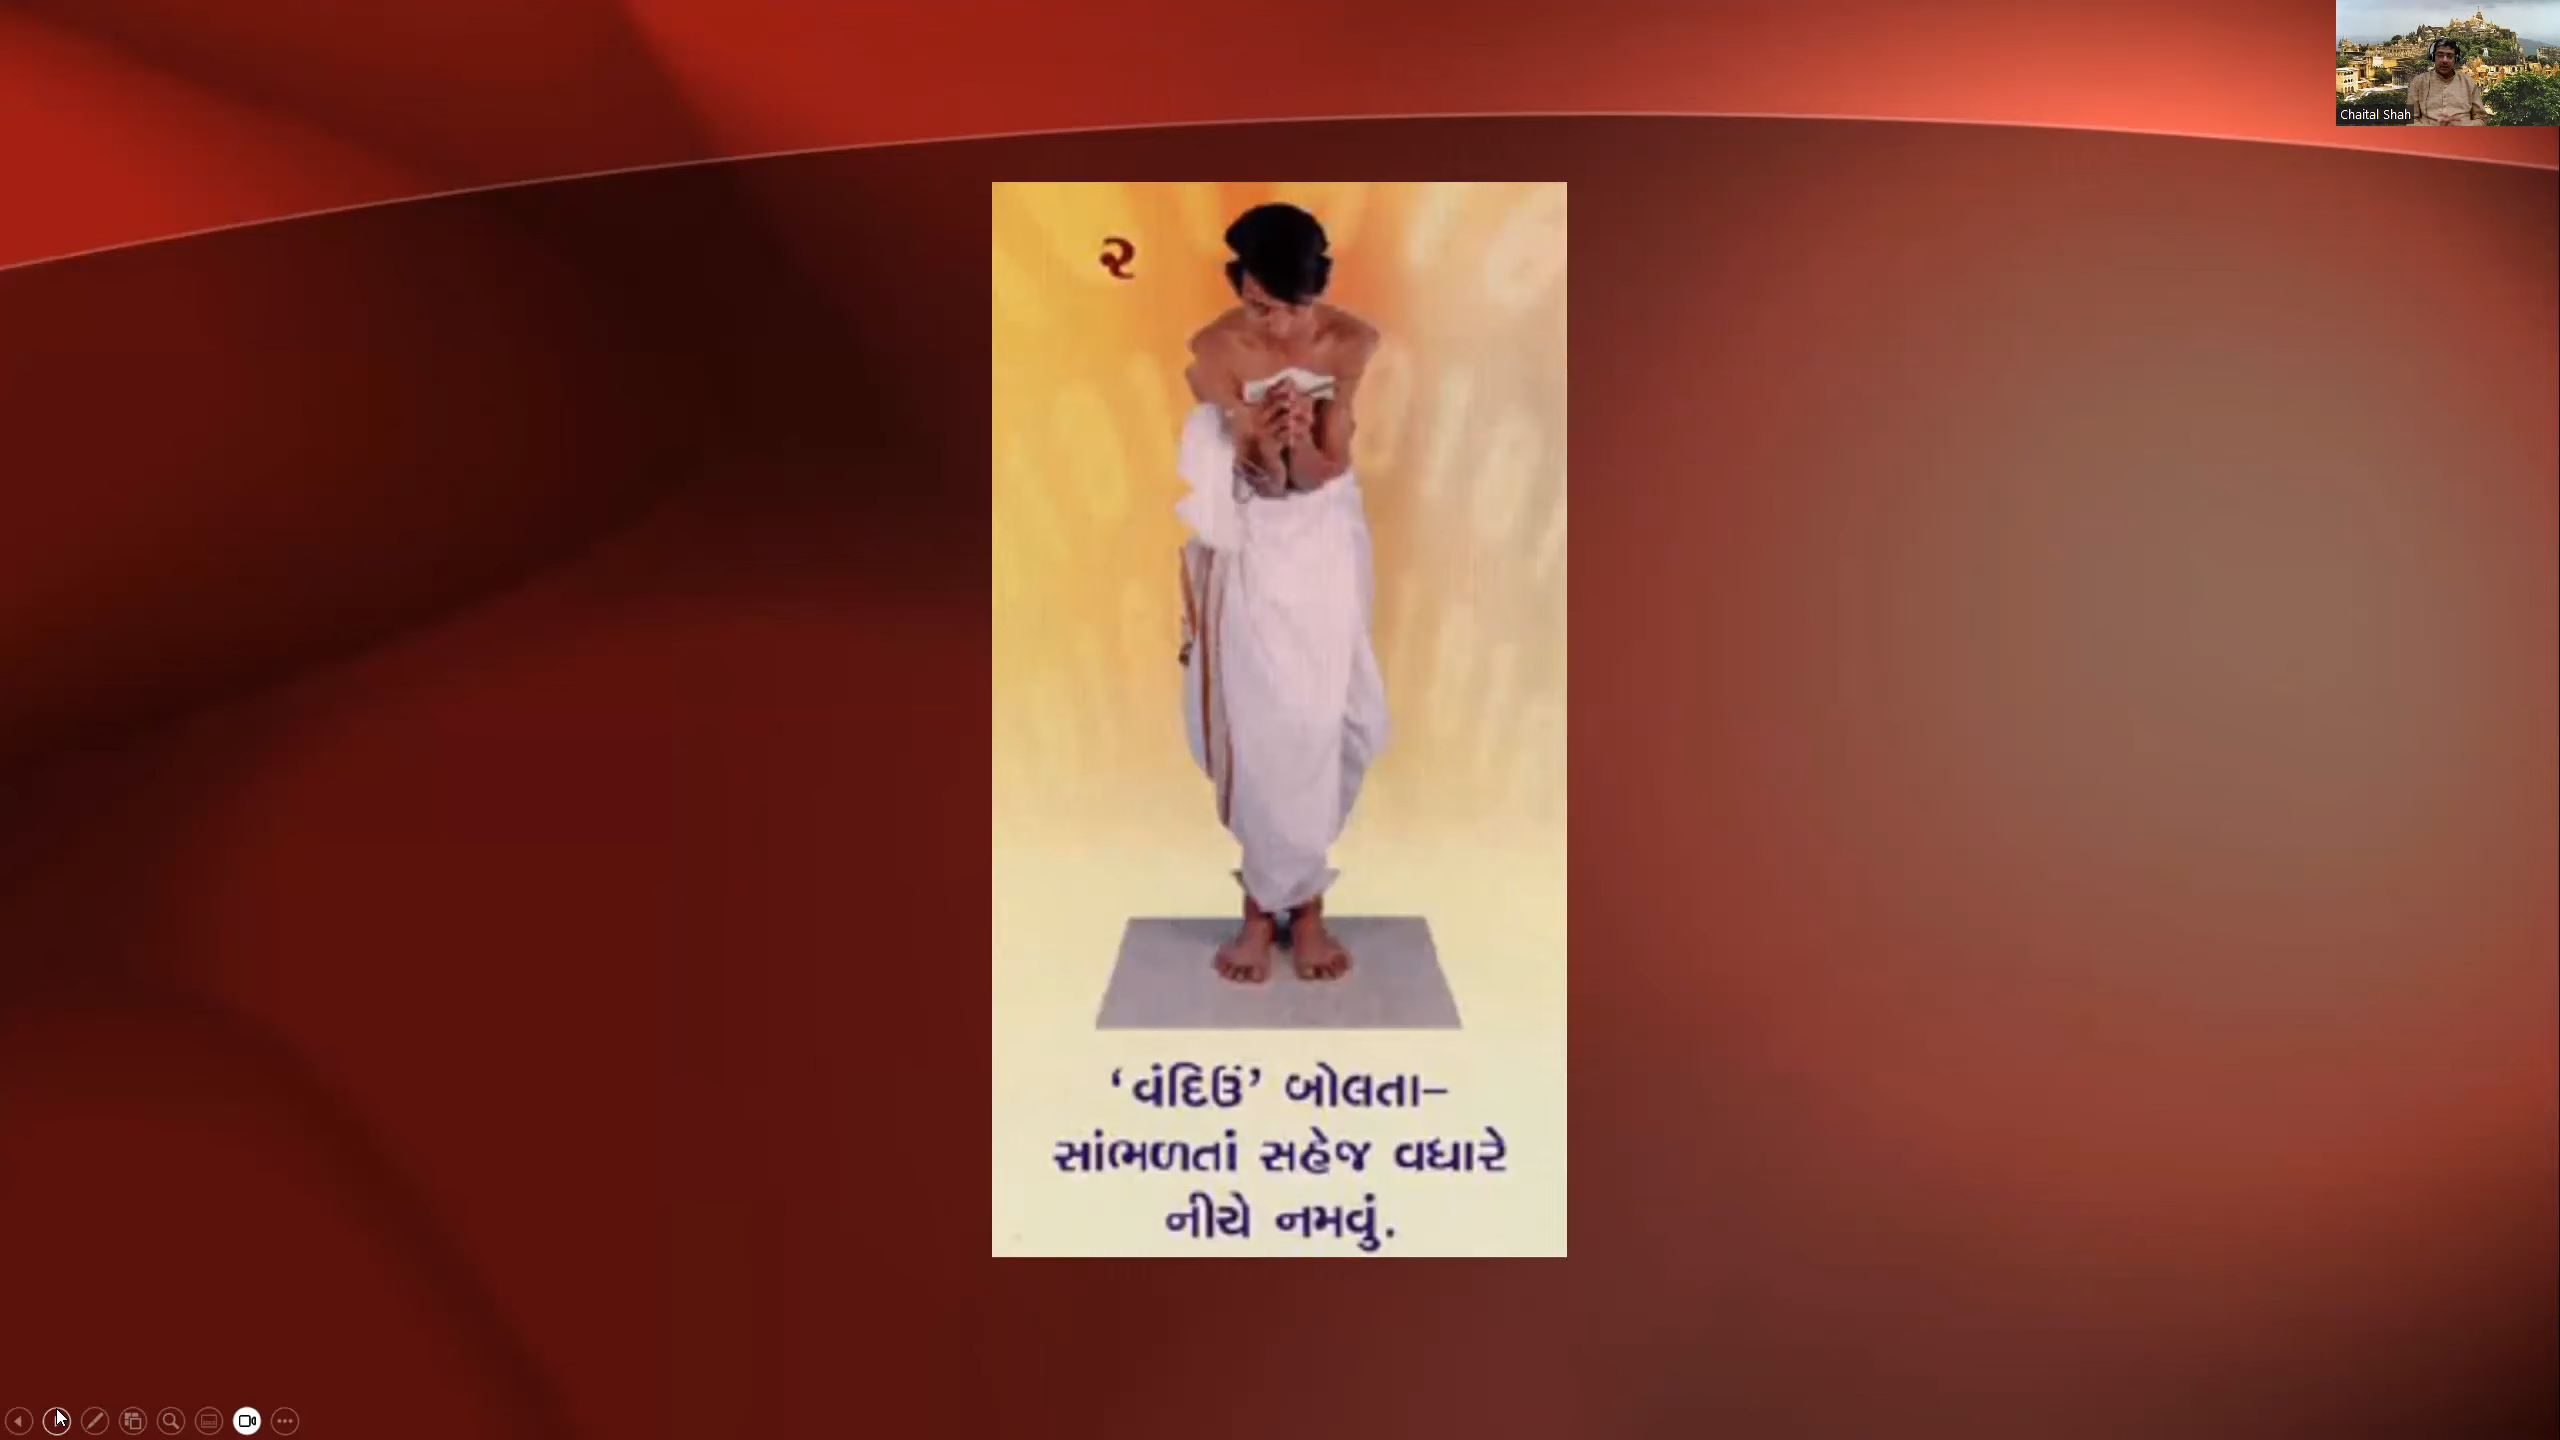 Chaital Shah
૨
‘વંદિઉં’ બોલતા–
સાંભળતાં સહેજ વધારે
નીચે નમવું.